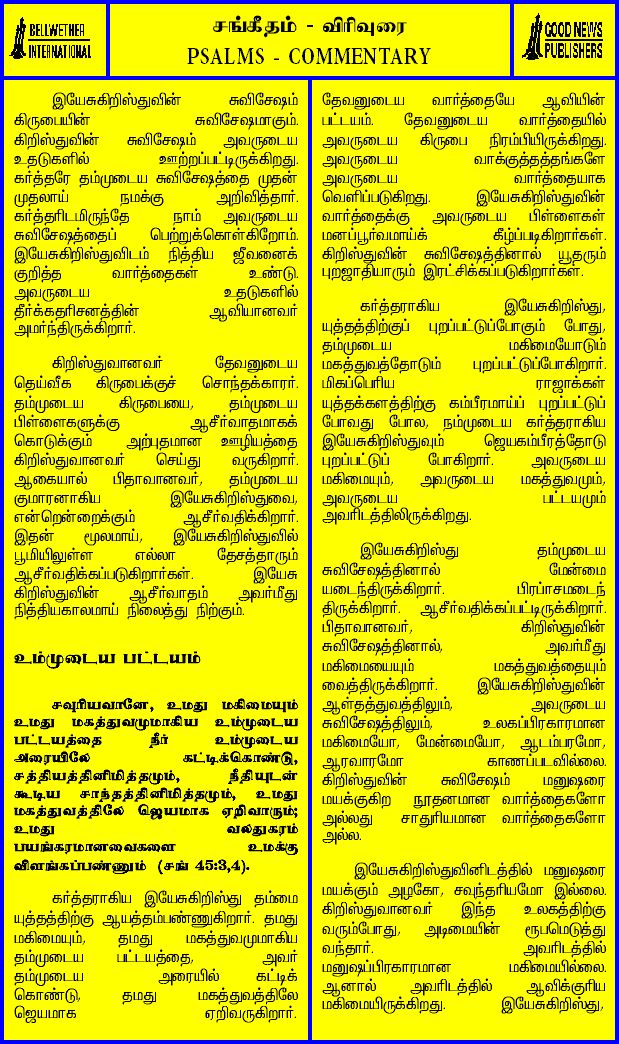 BELLWETHER
INTERNATIONAL
சங்கீதம் - விரிவுரை
PSALMS - COMMENTARY
GOOD NEWS
PUBLISHERS
இயேசுகிறிஸ்துவின் சுவிசேஷம்
கிருபையின் சுவிசேஷமாகும்.
கிறிஸ்துவின் சுவிசேஷம் அவருடைய
உதடுகளில் ஊற்றப்பட்டிருக்கிறது.
கர்த்தரே தம்முடைய சுவிசேஷத்தை முதன்
முதலாய் நமக்கு அறிவித்தார்.
கர்த்தரிடமிருந்தே நாம் அவருடைய
சுவிசேஷத்தைப் பெற்றுக்கொள்கிறோம்.
இயேசுகிறிஸ்துவிடம் நித்திய ஜீவனைக்
குறித்த வார்த்தைகள் உண்டு.
அவருடைய உதடுகளில்
தீர்க்கதரிசனத்தின் ஆவியானவர்
அமர்ந்திருக்கிறார்.
கிறிஸ்துவானவர் தேவனுடைய
தெய்வீக கிருபைக்குச் சொந்தக்காரர்.
தம்முடைய கிருபையை, தம்முடைய
பிள்ளைகளுக்கு ஆசீர்வாதமாகக்
கொடுக்கும் அற்புதமான ஊழியத்தை
கிறிஸ்துவானவர் செய்து வருகிறார்.
ஆகையால் பிதாவானவர், தம்முடைய
குமாரனாகிய இயேசுகிறிஸ்துவை,
என்றென்றைக்கும் ஆசீர்வதிக்கிறார்.
இதன் மூலமாய், இயேசுகிறிஸ்துவில்
பூமியிலுள்ள எல்லா தேசத்தாரும்
ஆசீர்வதிக்கப்படுகிறார்கள். இயேசு
கிறிஸ்துவின் ஆசீர்வாதம் அவர்மீது
நித்தியகாலமாய் நிலைத்து நிற்கும்.
உம்முடைய பட்டயம்
சவுரியவானே, உமது மகிமையும்
உமது மகத்துவமுமாகிய உம்முடைய
பட்டயத்தை நீர் உம்முடைய
அரையிலே கட்டிக்கொண்டு,
சத்தியத்தினிமித்தமும், நீதியுடன்
கூடிய சாந்தத்தினிமித்தமும், உமது
மகத்துவத்திலே ஜெயமாக ஏறிவாரும்;
உமது வலதுகரம்
பயங்கரமானவைகளை உமக்கு
விளங்கப்பண்ணும் (சங் 45:3,4).
கர்த்தராகிய இயேசுகிறிஸ்து தம்மை
யுத்தத்திற்கு ஆயத்தம்பண்ணுகிறார். தமது
மகிமையும், தமது மகத்துவமுமாகிய
தம்முடைய பட்டயத்தை, அவர்
தம்முடைய அரையில் கட்டிக்
கொண்டு, தமது மகத்துவத்திலே
ஜெயமாக ஏறிவருகிறார்.
தேவனுடைய வார்த்தையே ஆவியின்
பட்டயம். தேவனுடைய வார்த்தையில்
அவருடைய கிருபை நிரம்பியிருக்கிறது.
அவருடைய வாக்குத்தத்தங்களே
அவருடைய வார்த்தையாக
வெளிப்படுகிறது. இயேசுகிறிஸ்துவின்
வார்த்தைக்கு அவருடைய பிள்ளைகள்
மனப்பூர்வமாய்க் கீழ்ப்படிகிறார்கள்.
கிறிஸ்துவின் சுவிசேஷத்தினால் யூதரும்
புறஜாதியாரும் இரட்சிக்கப்படுகிறார்கள்.
கர்த்தராகிய இயேசுகிறிஸ்து,
யுத்தத்திற்குப் புறப்பட்டுப்போகும் போது,
தம்முடைய மகிமையோடும்
மகத்துவத்தோடும் புறப்பட்டுப்போகிறார்.
மிகப்பெரிய ராஜாக்கள்
யுத்தக்களத்திற்கு கம்பீரமாய்ப் புறப்பட்டுப்
போவது போல, நம்முடைய கர்த்தராகிய
இயேசுகிறிஸ்துவும் ஜெயகம்பீரத்தோடு
புறப்பட்டுப் போகிறார். அவருடைய
மகிமையும், அவருடைய மகத்துவமும்,
அவருடைய பட்டயமும்
அவரிடத்திலிருக்கிறது.
இயேசுகிறிஸ்து தம்முடைய
சுவிசேஷத்தினால் மேன்மை
யடைந்திருக்கிறார். பிரபாசமடைந்
திருக்கிறார். ஆசீர்வதிக்கப்பட்டிருக்கிறார்.
பிதாவானவர், கிறிஸ்துவின்
சுவிசேஷத்தினால், அவர்மீது
மகிமையையும் மகத்துவத்தையும்
வைத்திருக்கிறார். இயேசுகிறிஸ்துவின்
ஆள்தத்துவத்திலும், அவருடைய
சுவிசேஷத்திலும், உலகப்பிரகாரமான
மகிமையோ, மேன்மையோ, ஆடம்பரமோ,
ஆரவாரமோ காணப்படவில்லை.
கிறிஸ்துவின் சுவிசேஷம் மனுஷரை
மயக்குகிற நூதனமான வார்த்தைகளோ
அல்லது சாதுரியமான வார்த்தைகளோ
அல்ல.
இயேசுகிறிஸ்துவினிடத்தில் மனுஷரை
மயக்கும் அழகோ, சவுந்தரியமோ இல்லை.
கிறிஸ்துவானவர் இந்த உலகத்திற்கு
வரும்போது, அடிமையின் ரூபமெடுத்து
வந்தார். அவரிடத்தில்
மனுஷப்பிரகாரமான மகிமையில்லை.
ஆனால் அவரிடத்தில் ஆவிக்குரிய
மகிமையிருக்கிறது. இயேசுகிறிஸ்து,